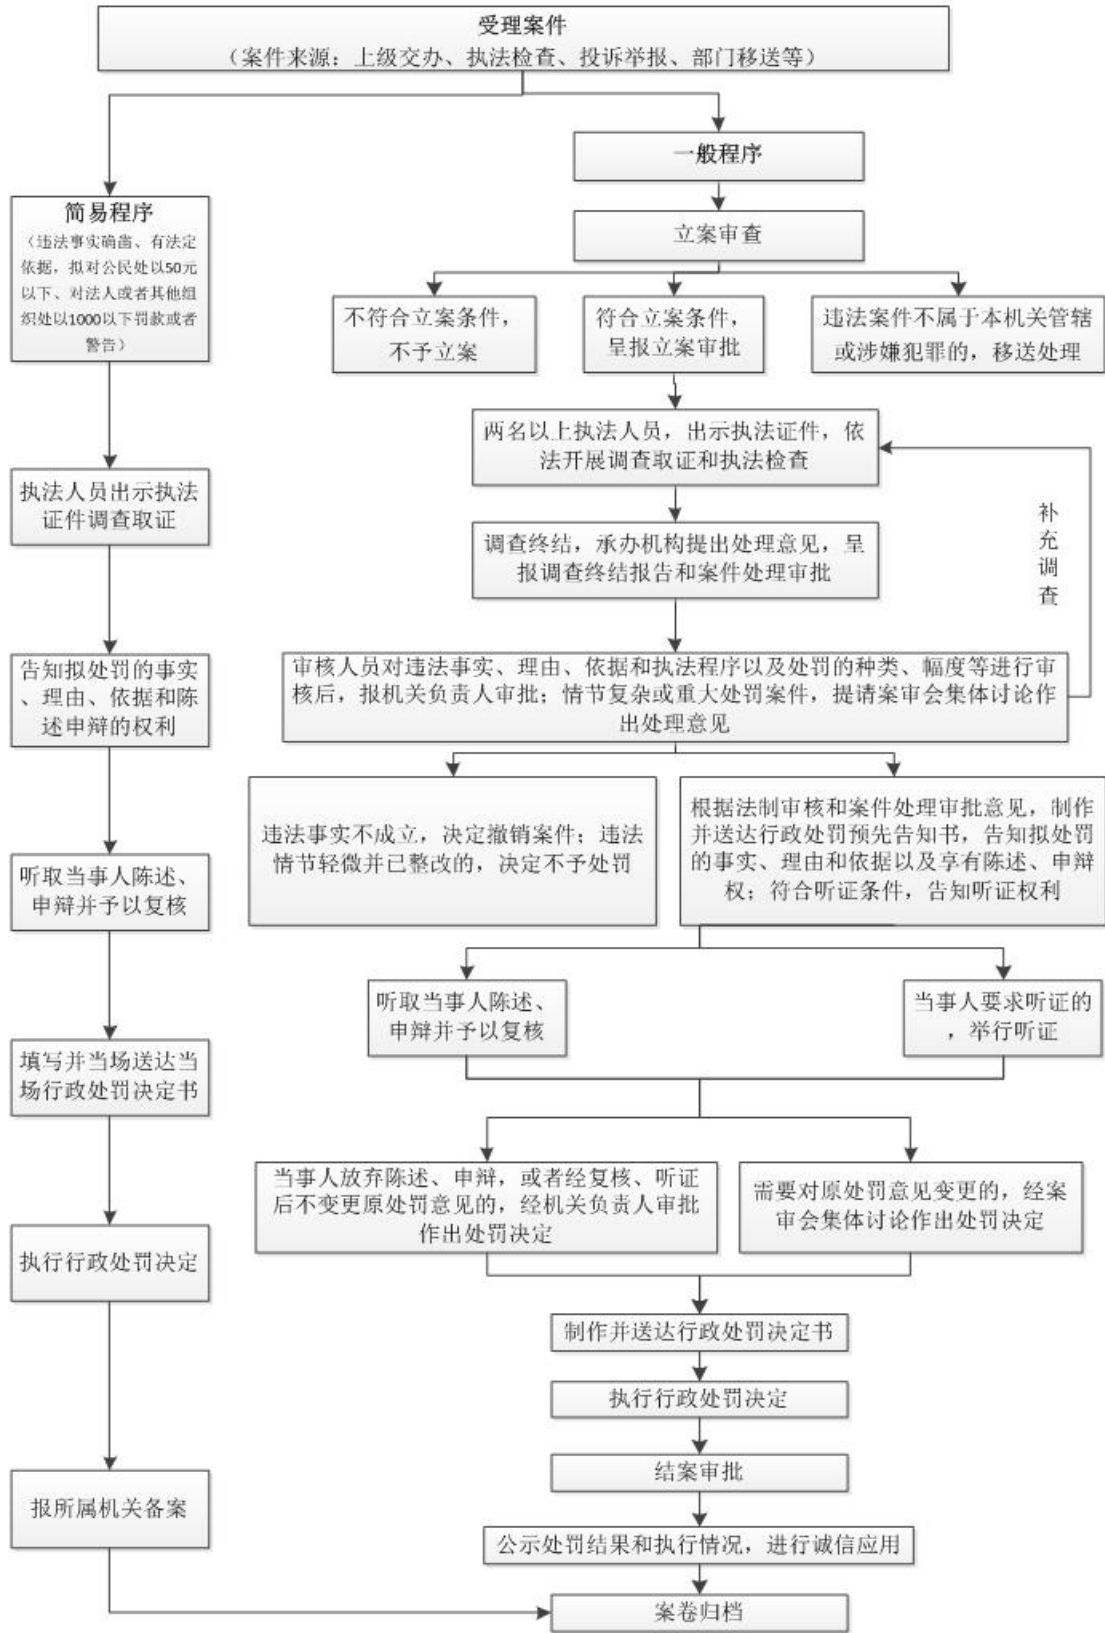 受理案件
（案件来源：上级交办、执法检查、投诉举报、部门移送等）
一般程序
立案审查
不符合立案条件，
不予立案
符合立案条件，
呈报立案审批
违法案件不属于本机关管辖
或涉嫌犯罪的，移送处理
两名以上执法人员，出示执法证件，依
法开展调查取证和执法检查
调查终结，承办机构提出处理意见，呈
报调查终结报告和案件处理审批
补充调查
审核人员对违法事实、理由、依据和执法程序以及处罚的种类、幅度等进行审
核后，报机关负责人审批；情节复杂或重大处罚案件，提请案审会集体讨论作
出处理意见
违法事实不成立，决定撤销案件；违法
情节轻微并已整改的，决定不予处罚
根据法制审核和案件处理审批意见，制作
并送达行政处罚预先告知书，告知拟处罚
的事实、理由和依据以及享有陈述、申辩
权；符合听证条件，告知听证权利
听取当事人陈述、
申辩并予以复核
当事人要求听证的
，举行听证
当事人放弃陈述、申辩，或者经复核、听证
后不变更原处罚意见的，经机关负责人审批
作出处罚决定
需要对原处罚意见变更的，经案
审会集体讨论作出处罚决定
制作并送达行政处罚决定书
执行行政处罚决定
结案审批
公示处罚结果和执行情况，进行诚信应用
案卷归档
简易程序
（违法事实确凿、有法定
依据，拟对公民处以50元
以下、对法人或者其他组
织处以1000以下罚款或者
警告）
执法人员出示执法
证件调查取证
告知拟处罚的事实
、理由、依据和陈
述申辩的权利
听取当事人陈述、
申辩并予以复核
填写并当场送达当
场行政处罚决定书
执行行政处罚决定
报所属机关备案